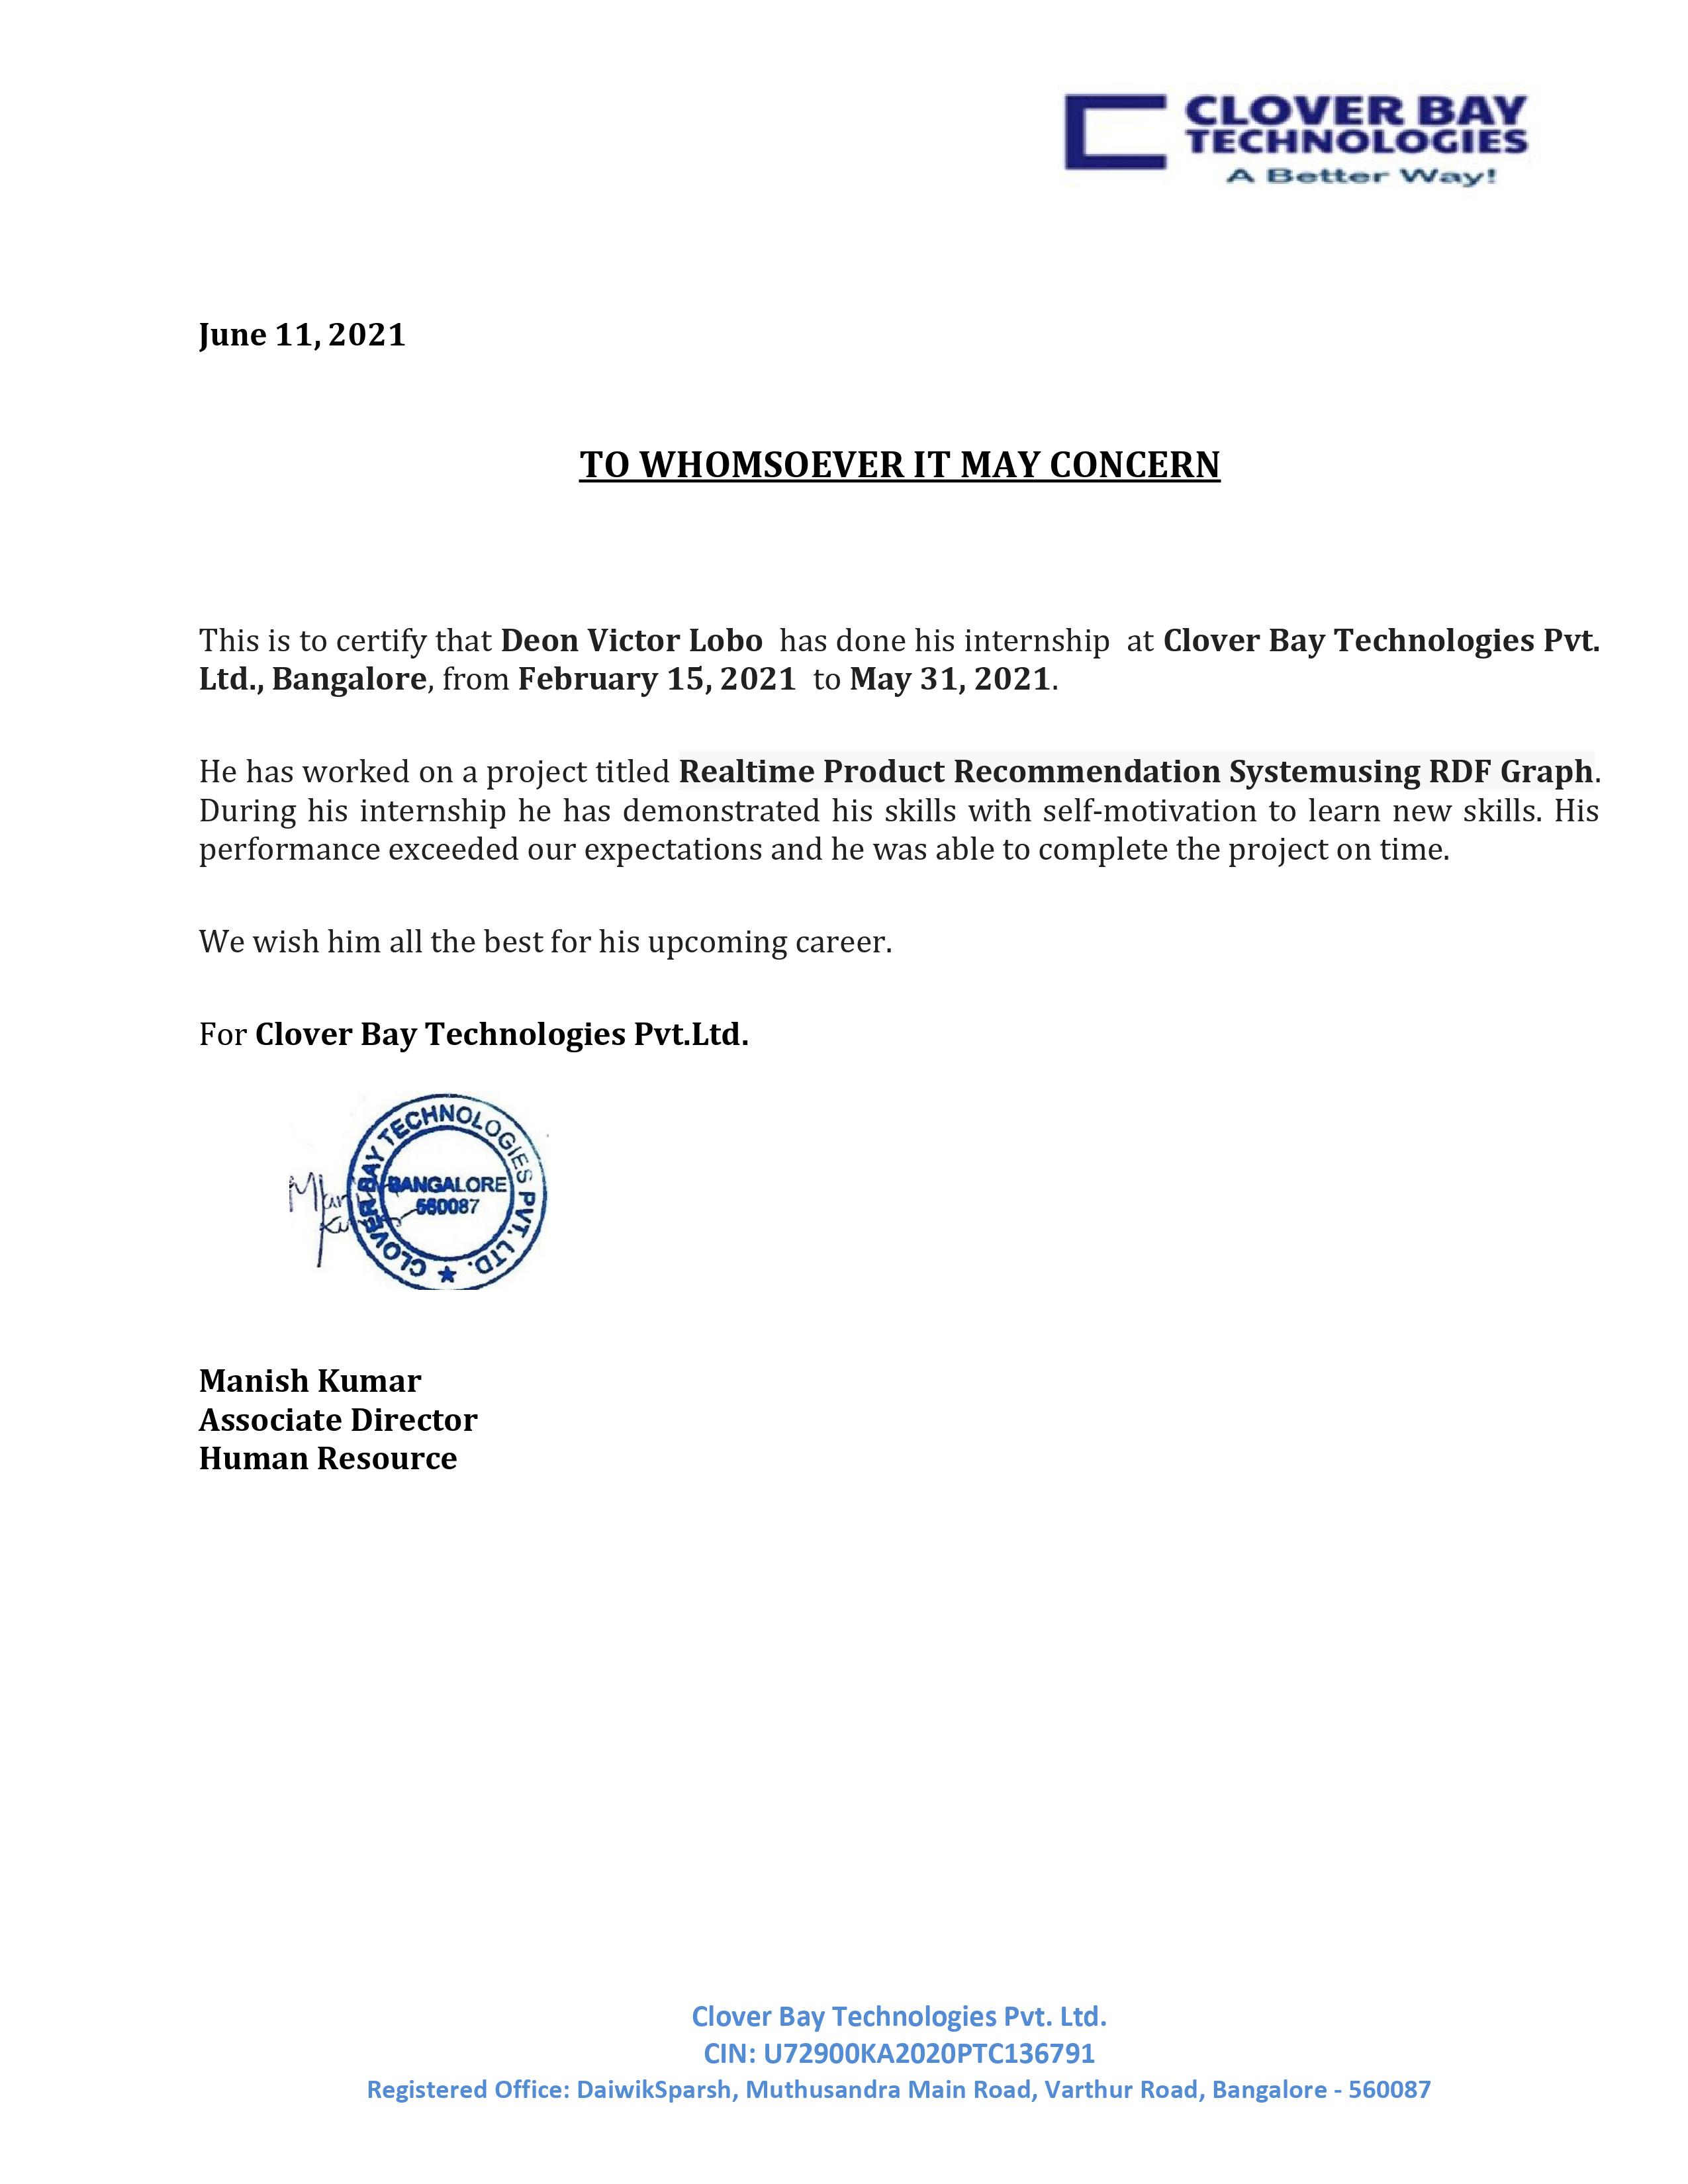 CLOVER BAY
TECHNOLOGIES
A Better Way!
June 11, 2021
TO WHOMSOEVER IT MAY CONCERN
This is to certify that Deon Victor Lobo has done his internship at Clover Bay Technologies Pvt.
Ltd., Bangalore, from February 15, 2021 to May 31, 2021.
He has worked on a project titled Realtime Product Recommendation Systemusing RDF Graph.
During his internship he has demonstrated his skills with self-motivation to learn new skills. His
performance exceeded our expectations and he was able to complete the project on time.
We wish him all the best for his upcoming career.
For Clover Bay Technologies Pvt.Ltd.
CLOVER BAY TECHNOLOGIES PVT. LTD.
BANGALORE
560087
Manish Kumar
Associate Director
Human Resource
Clover Bay Technologies Pvt. Ltd.
CIN: U72900KA2020PTC136791
Registered Office: DaiwikSparsh, Muthusandra Main Road, Varthur Road, Bangalore - 560087